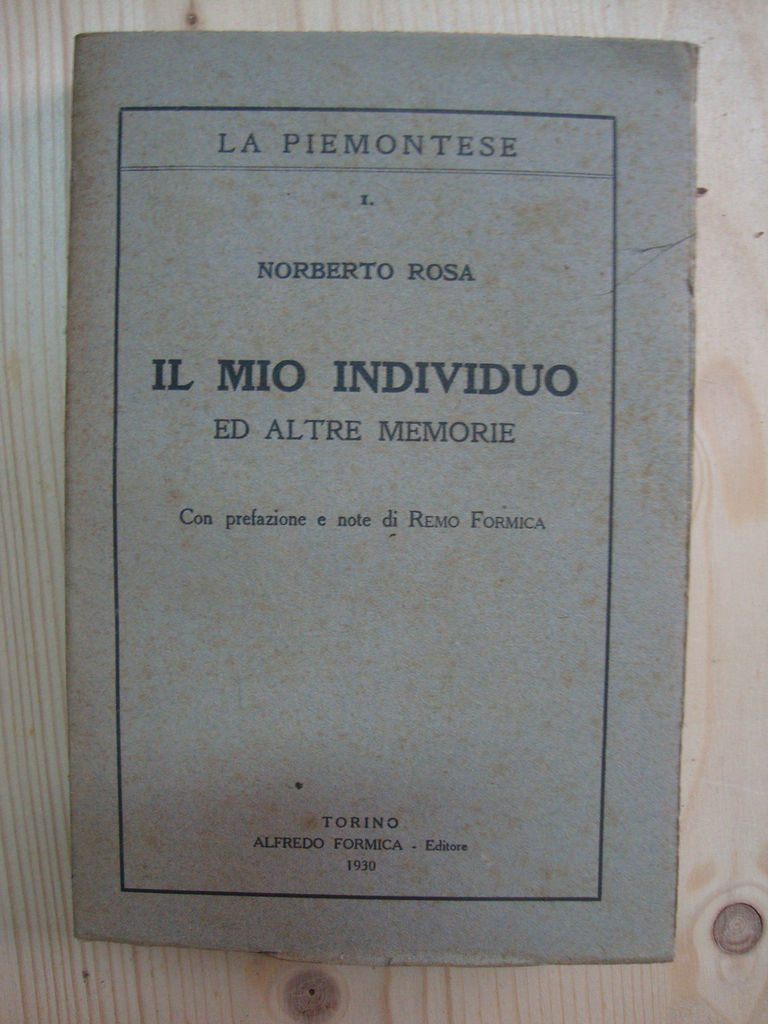 LA PIEMONTESE
I.
NORBERTO ROSA
IL MIO INDIVIDUO
ED ALTRE MEMORIE
Con prefazione e note di REMO FORMICA
TORINO
ALFREDO FORMICA - Editore
1930